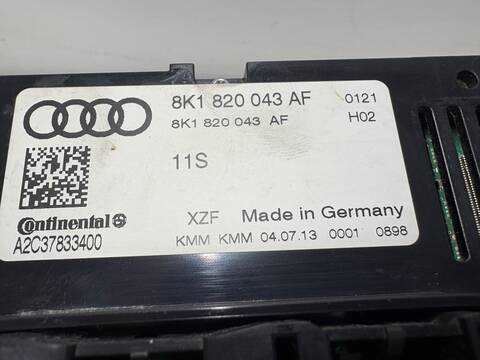 8K1 820 043 AF 0121
8K1 820 043 AF H02
11S
Continental
XZF Made in Germany
A2C37833400
KMM KMM 04.07.13 0001 0898